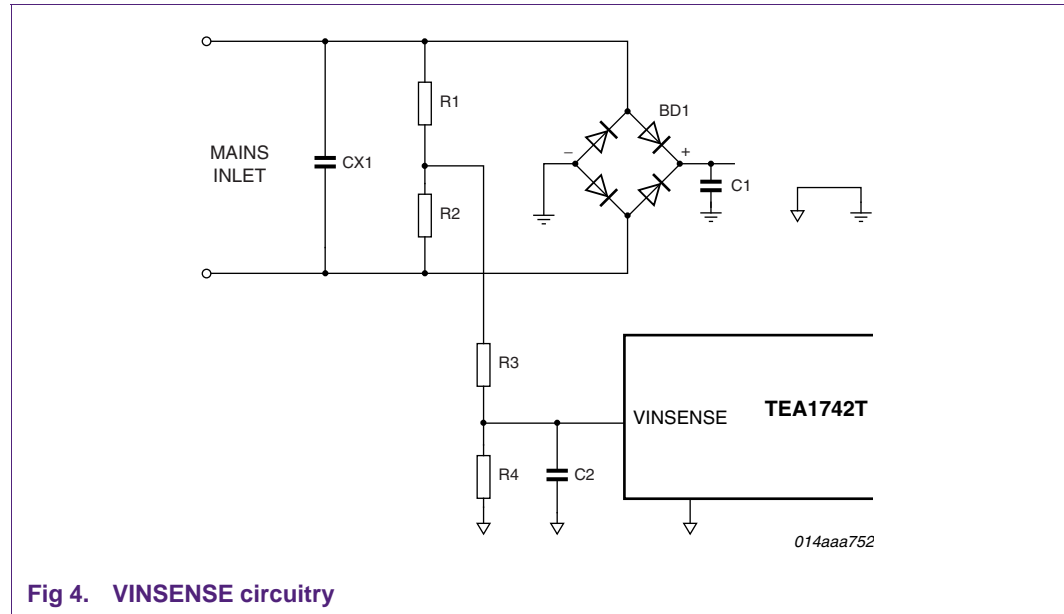 MAINS
INLET
CX1
R1
R2
BD1
−
+
C1
R3
R4
C2
VINSENSE
TEA1742T
014aaa752
Fig 4. VINSENSE circuitry